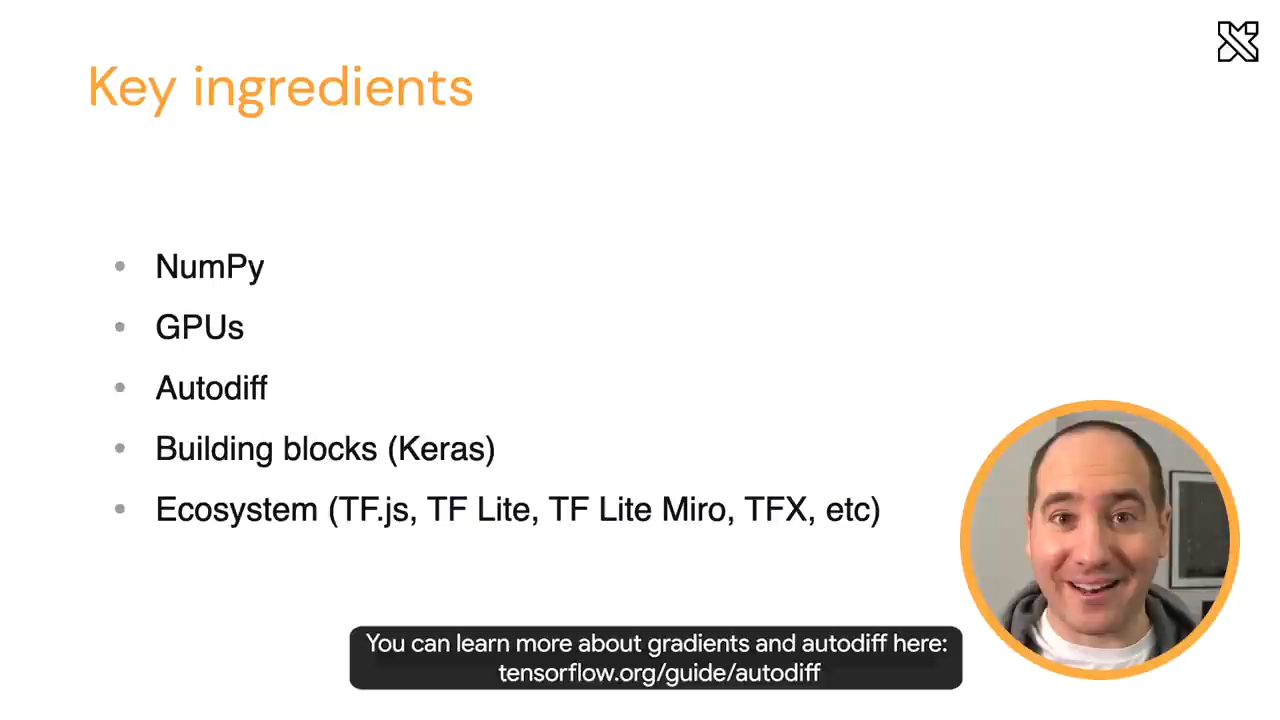 Key ingredients
NumPy
GPUs
Autodiff
Building blocks (Keras)
Ecosystem (TF.js, TF Lite, TF Lite Miro, TFX, etc)
You can learn more about gradients and autodiff here:
tensorflow.org/guide/autodiff